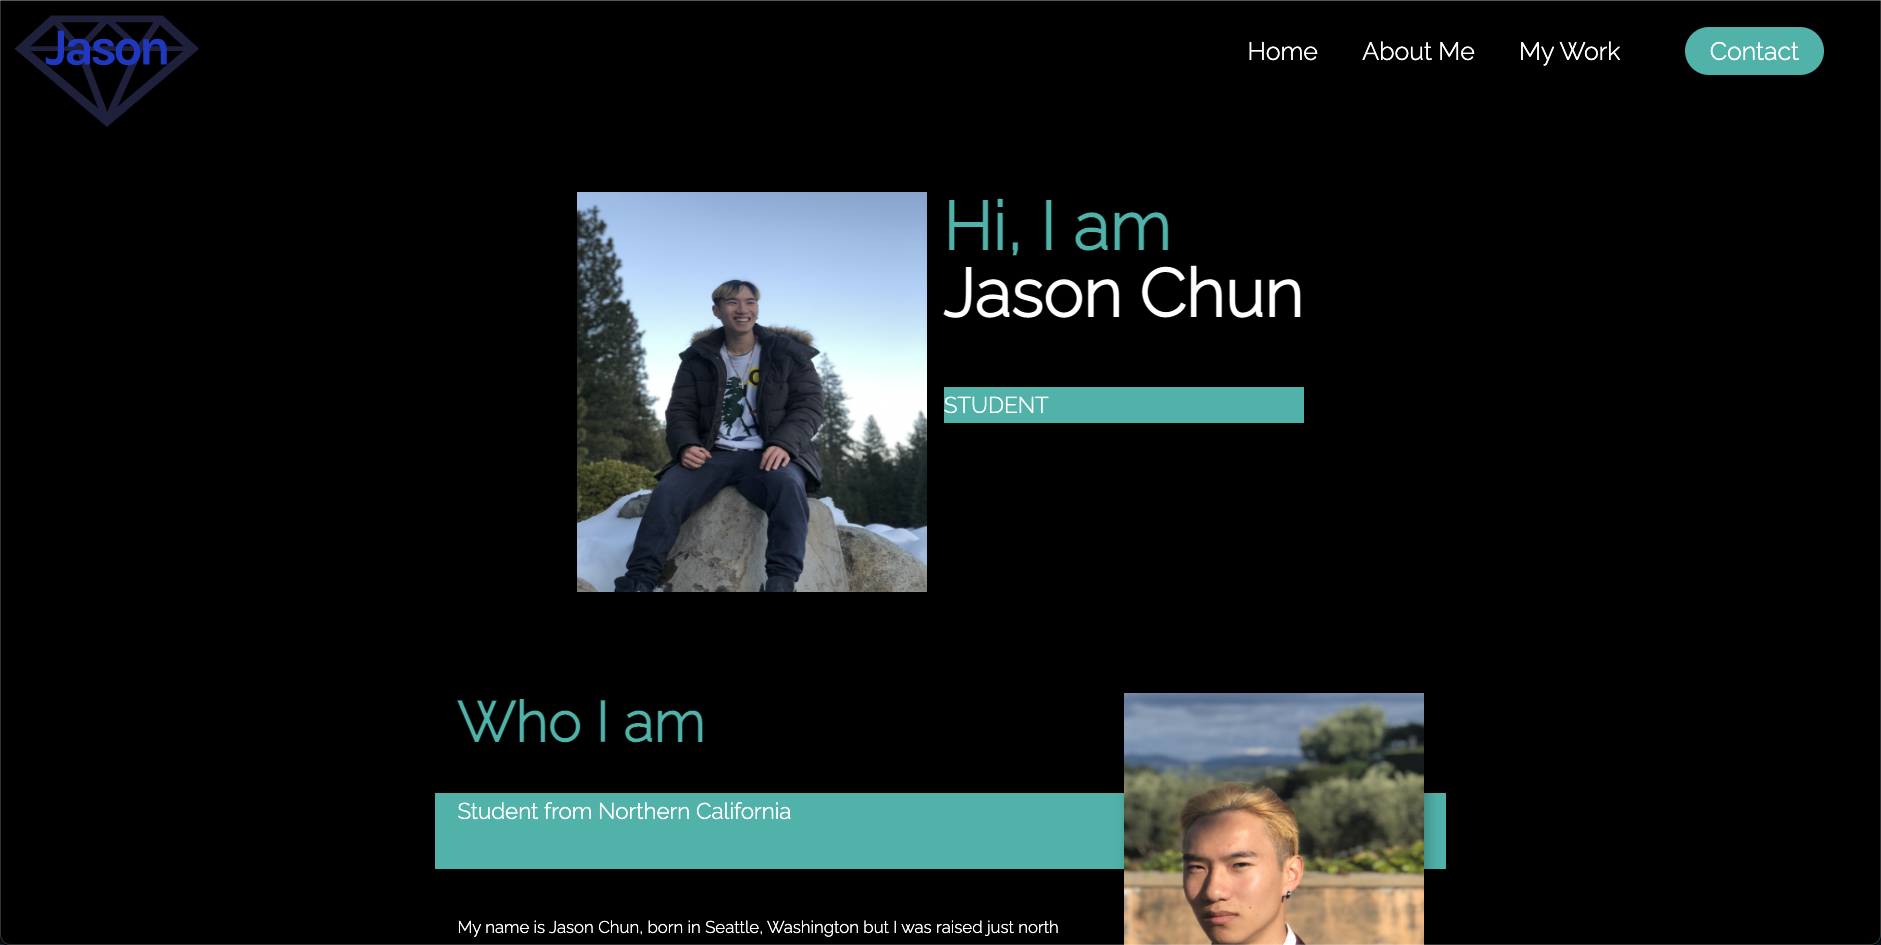 Jason
Home About Me My Work Contact
Hi, I am
Jason Chun
STUDENT
Who I am
Student from Northern California
My name is Jason Chun, born in Seattle, Washington but I was raised just north